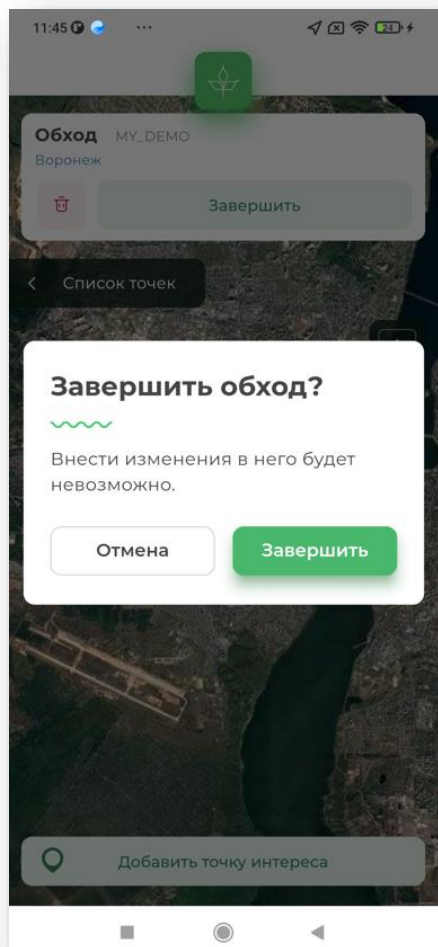 11:45
24
Обход MY_DEMO
Воронеж
Завершить
Список точек
Завершить обход?
Внести изменения в него будет
невозможно.
Отмена
Завершить
Добавить точку интереса